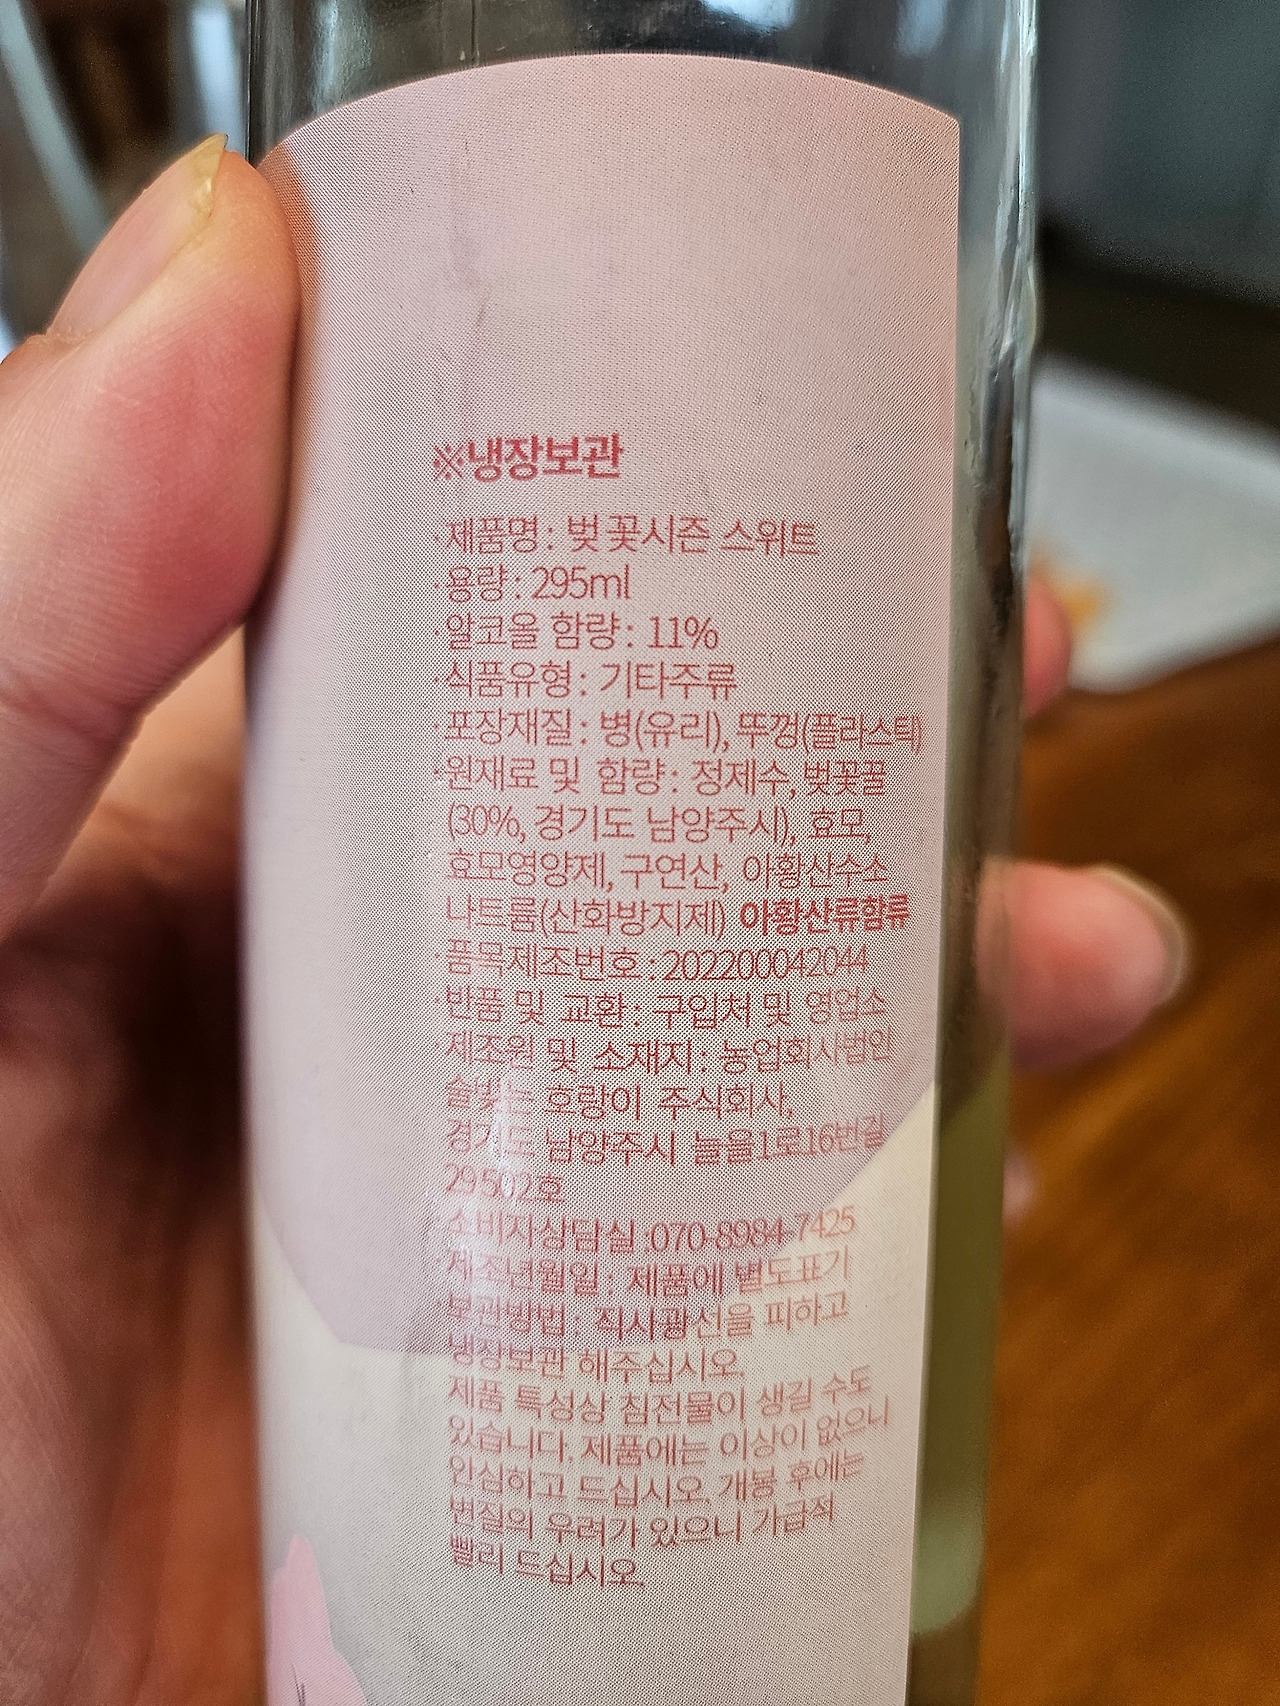 ※냉장보관
·제품명 : 벚꽃시즌 스위트
·용량 : 295ml
·알코올 함량 : 11%
·식품유형 : 기타주류
·포장재질 : 병(유리), 뚜껑(플라스틱)
·원재료 및 함량 : 정제수, 벚꽃꿀
(30%, 경기도 남양주시), 효모,
효모영양제, 구연산, 아황산수소
나트륨(산화방지제) 아황산류함류
·품목제조번호 : 202200042044
·반품 및 교환 : 구입처 및 영업소
제조원 및 소재지 : 농업회사법인
술빚는 호랑이 주식회사,
경기도 남양주시 늘을1로16번길
29 502호
·소비자상담실 :070-8984-7425
·제조년월일 : 제품에 별도표기
·보관방법 : 직사광선을 피하고
냉장보관 해주십시오.
제품 특성상 침전물이 생길 수도
있습니다. 제품에는 이상이 없으니
안심하고 드십시오. 개봉 후에는
변질의 우려가 있으니 가급적
빨리 드십시오.